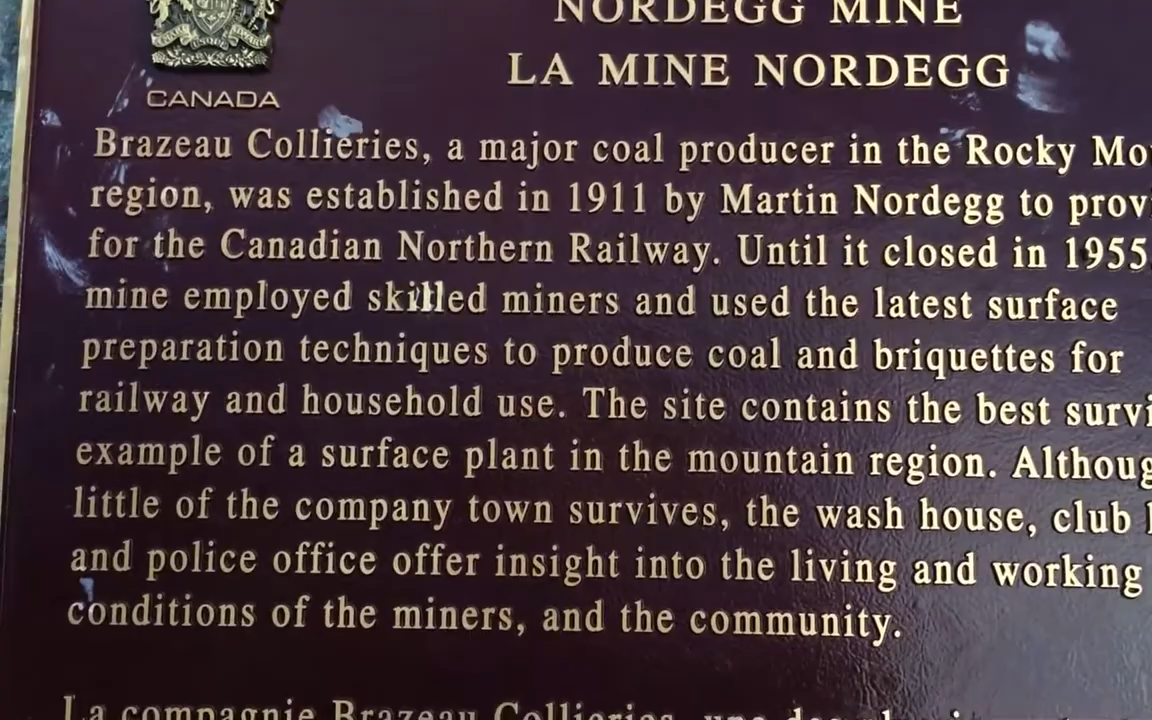 NORDEGG MINE
LA MINE NORDEGG
CANADA
Brazeau Collieries, a major coal producer in the Rocky
region, was established in 1911 by Martin Nordegg to
for the Canadian Northern Railway. Until it closed in 1955
mine employed skilled miners and used the latest surface
preparation techniques to produce coal and briquettes for
railway and household use. The site contains the best
example of a surface plant in the mountain region.
little of the company town survives, the wash house, club
and police office offer insight into the living and working
conditions of the miners, and the community.
La compagnie Brazeau Collieries,